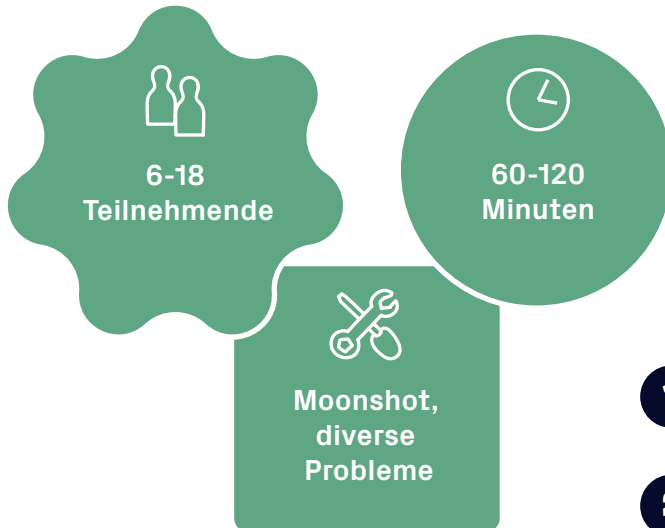 6-18
Teilnehmende
60-120
Minuten
Moonshot,
diverse
Probleme